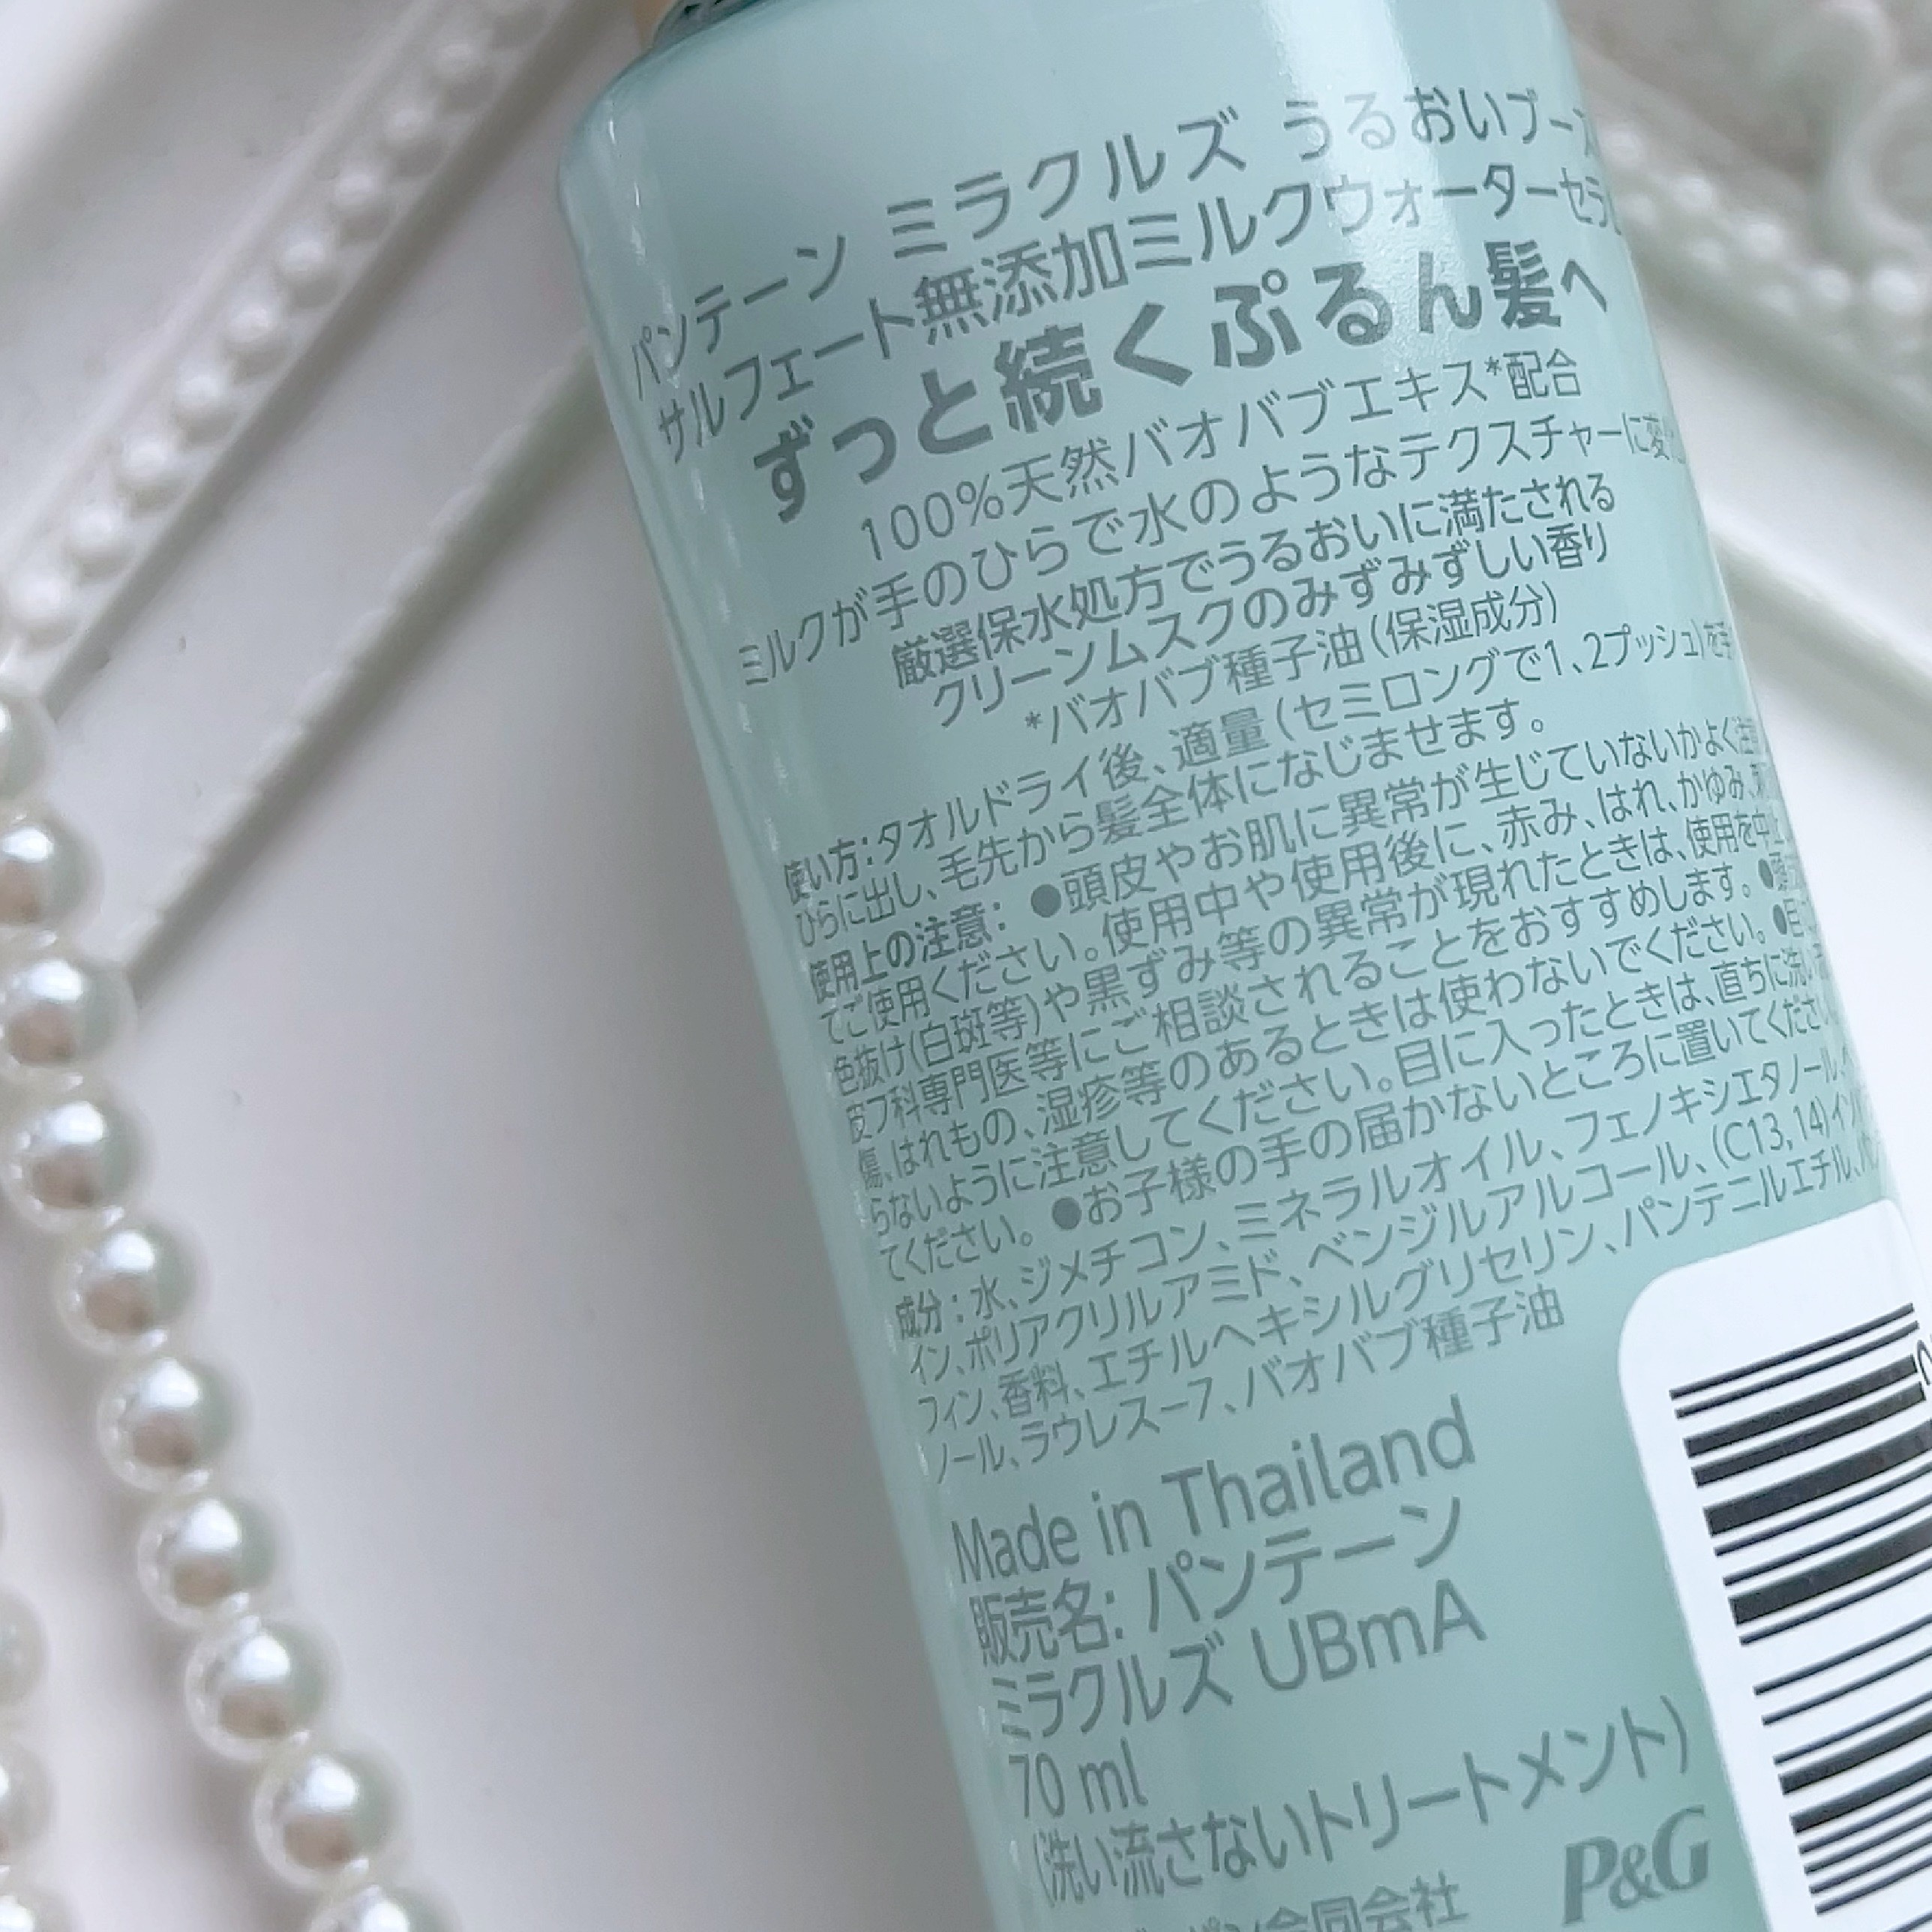 パンテーン ミラクルズ うるおいブース
サルフェート無添加ミルクウォーターセラ
ずっと続くぷるん髪へ
100%天然バオバブエキス*配合
ミルクが手のひらで水のようなテクスチャーに変
厳選保水処方でうるおいに満たされる
クリーンムスクのみずみずしい香り
*バオバブ種子油(保湿成分)
使い方:タオルドライ後、適量(セミロングで1、2プッシュ)を手
ひらに出し、毛先から髪全体になじませます。
使用上の注意: ●頭皮やお肌に異常が生じていないかよく注
てご使用ください。使用中や使用後に、赤み、はれ、かゆみ、
色抜け(白斑等)や黒ずみ等の異常が現れたときは、使用を中
皮フ科専門医等にご相談されることをおすすめします。●
傷、はれもの、湿疹等のあるときは使わないでください。●目
らないように注意してください。目に入ったときは、直ちに洗い
てください。 ●お子様の手の届かないところに置いてくださ
成分:水、ジメチコン、ミネラルオイル、フェノキシエタノール、
イン、ポリアクリルアミド、ベンジルアルコール、(C13,14)イソ
フィン、香料、エチルヘキシルグリセリン、パンテニルエチル、
ノール、ラウレス-7、バオバブ種子油
Made in Thailand
販売名: パンテーン
ミラクルズ UBmA
70 ml
(洗い流さないトリートメント)
合同会社
P&G